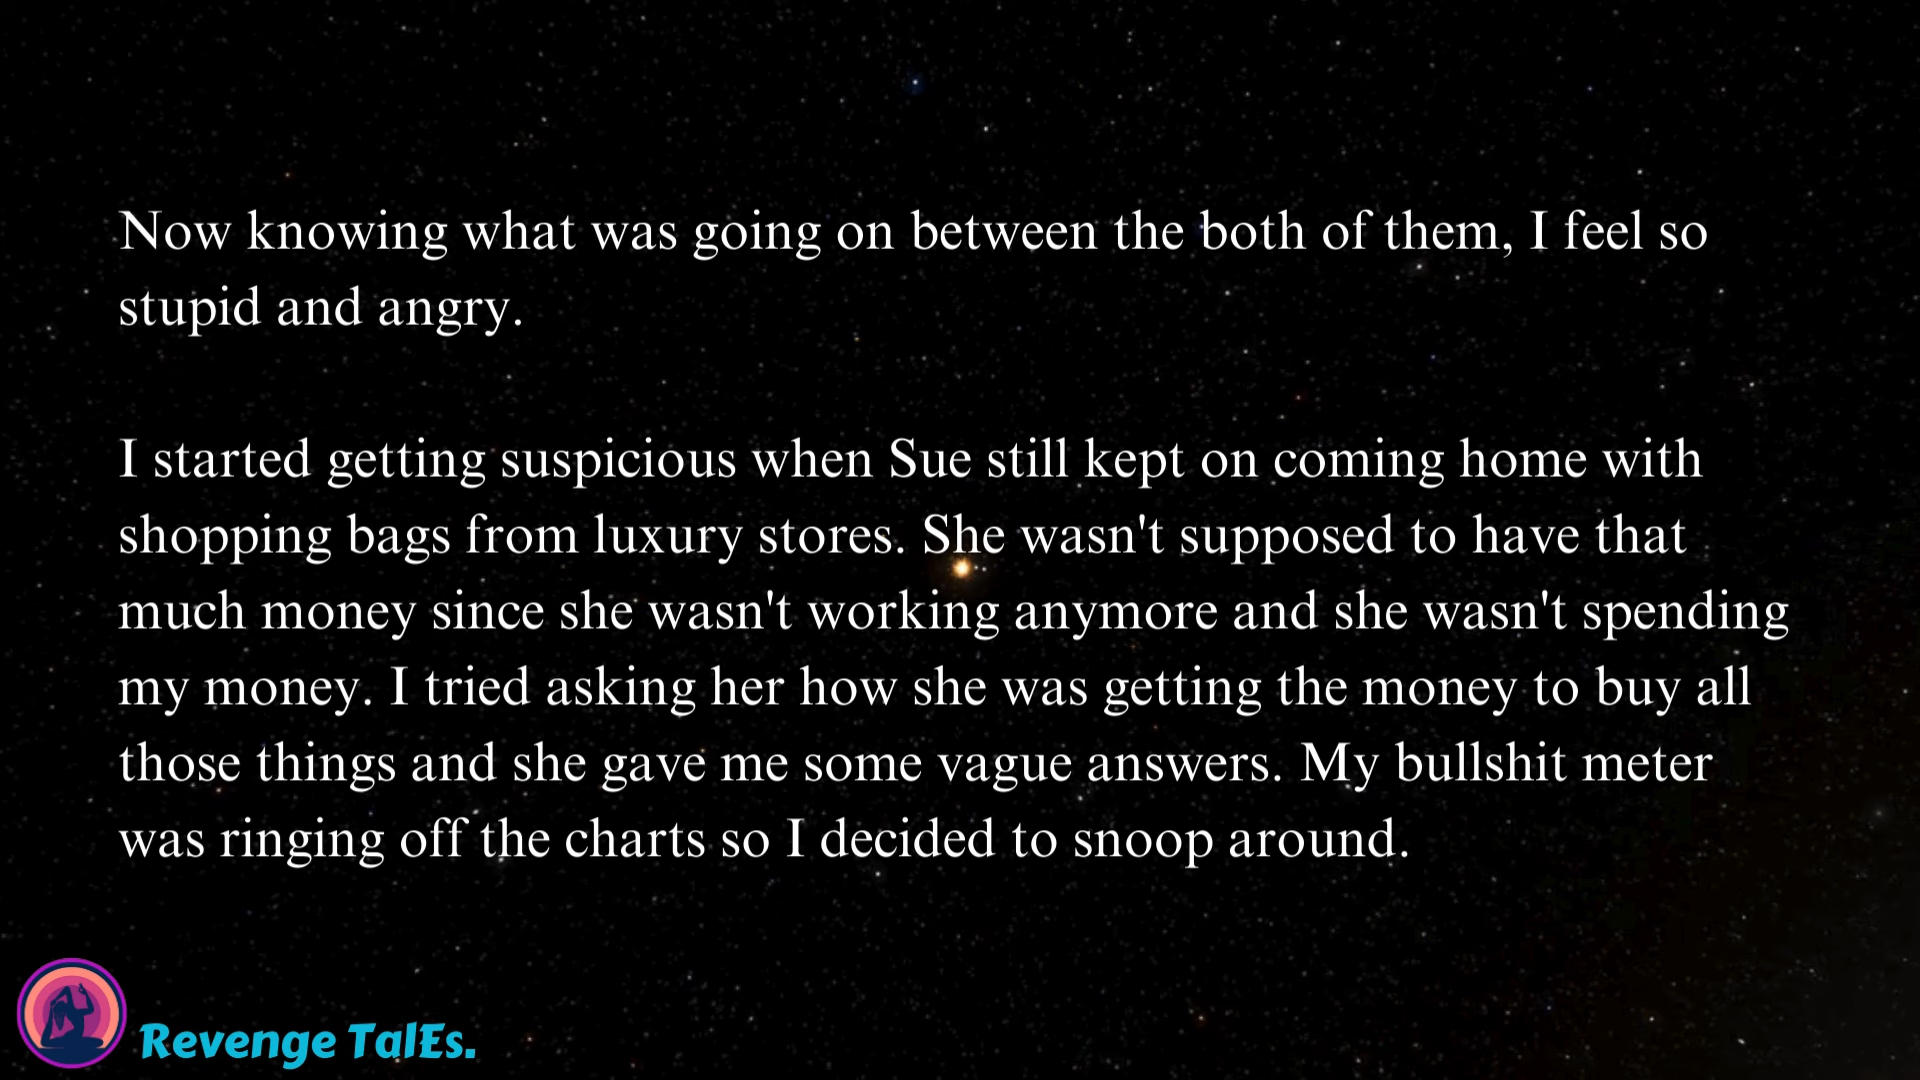 Now knowing what was going on between the both of them, I feel so
stupid and angry.
I started getting suspicious when Sue still kept on coming home with
shopping bags from luxury stores. She wasn't supposed to have that
much money since she wasn't working anymore and she wasn't spending
my money. I tried asking her how she was getting the money to buy all
those things and she gave me some vague answers. My bullshit meter
was ringing off the charts so I decided to snoop around.
Revenge TalEs.